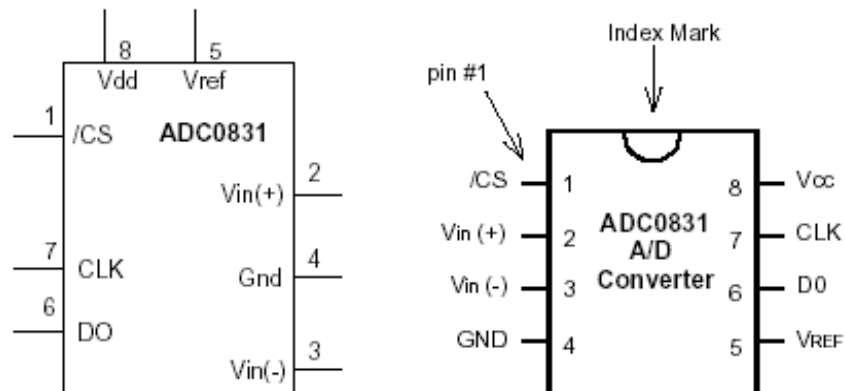 8 5
Vdd Vref
1
/CS ADC0831
2
Vin(+)
7
CLK
4
Gnd
6
DO
3
Vin(-)
Index Mark
pin #1
/CS 1 8 Vcc
Vin (+) 2 ADC0831 7 CLK
A/D
Vin (-) 3 Converter 6 D0
GND 4 5 VREF